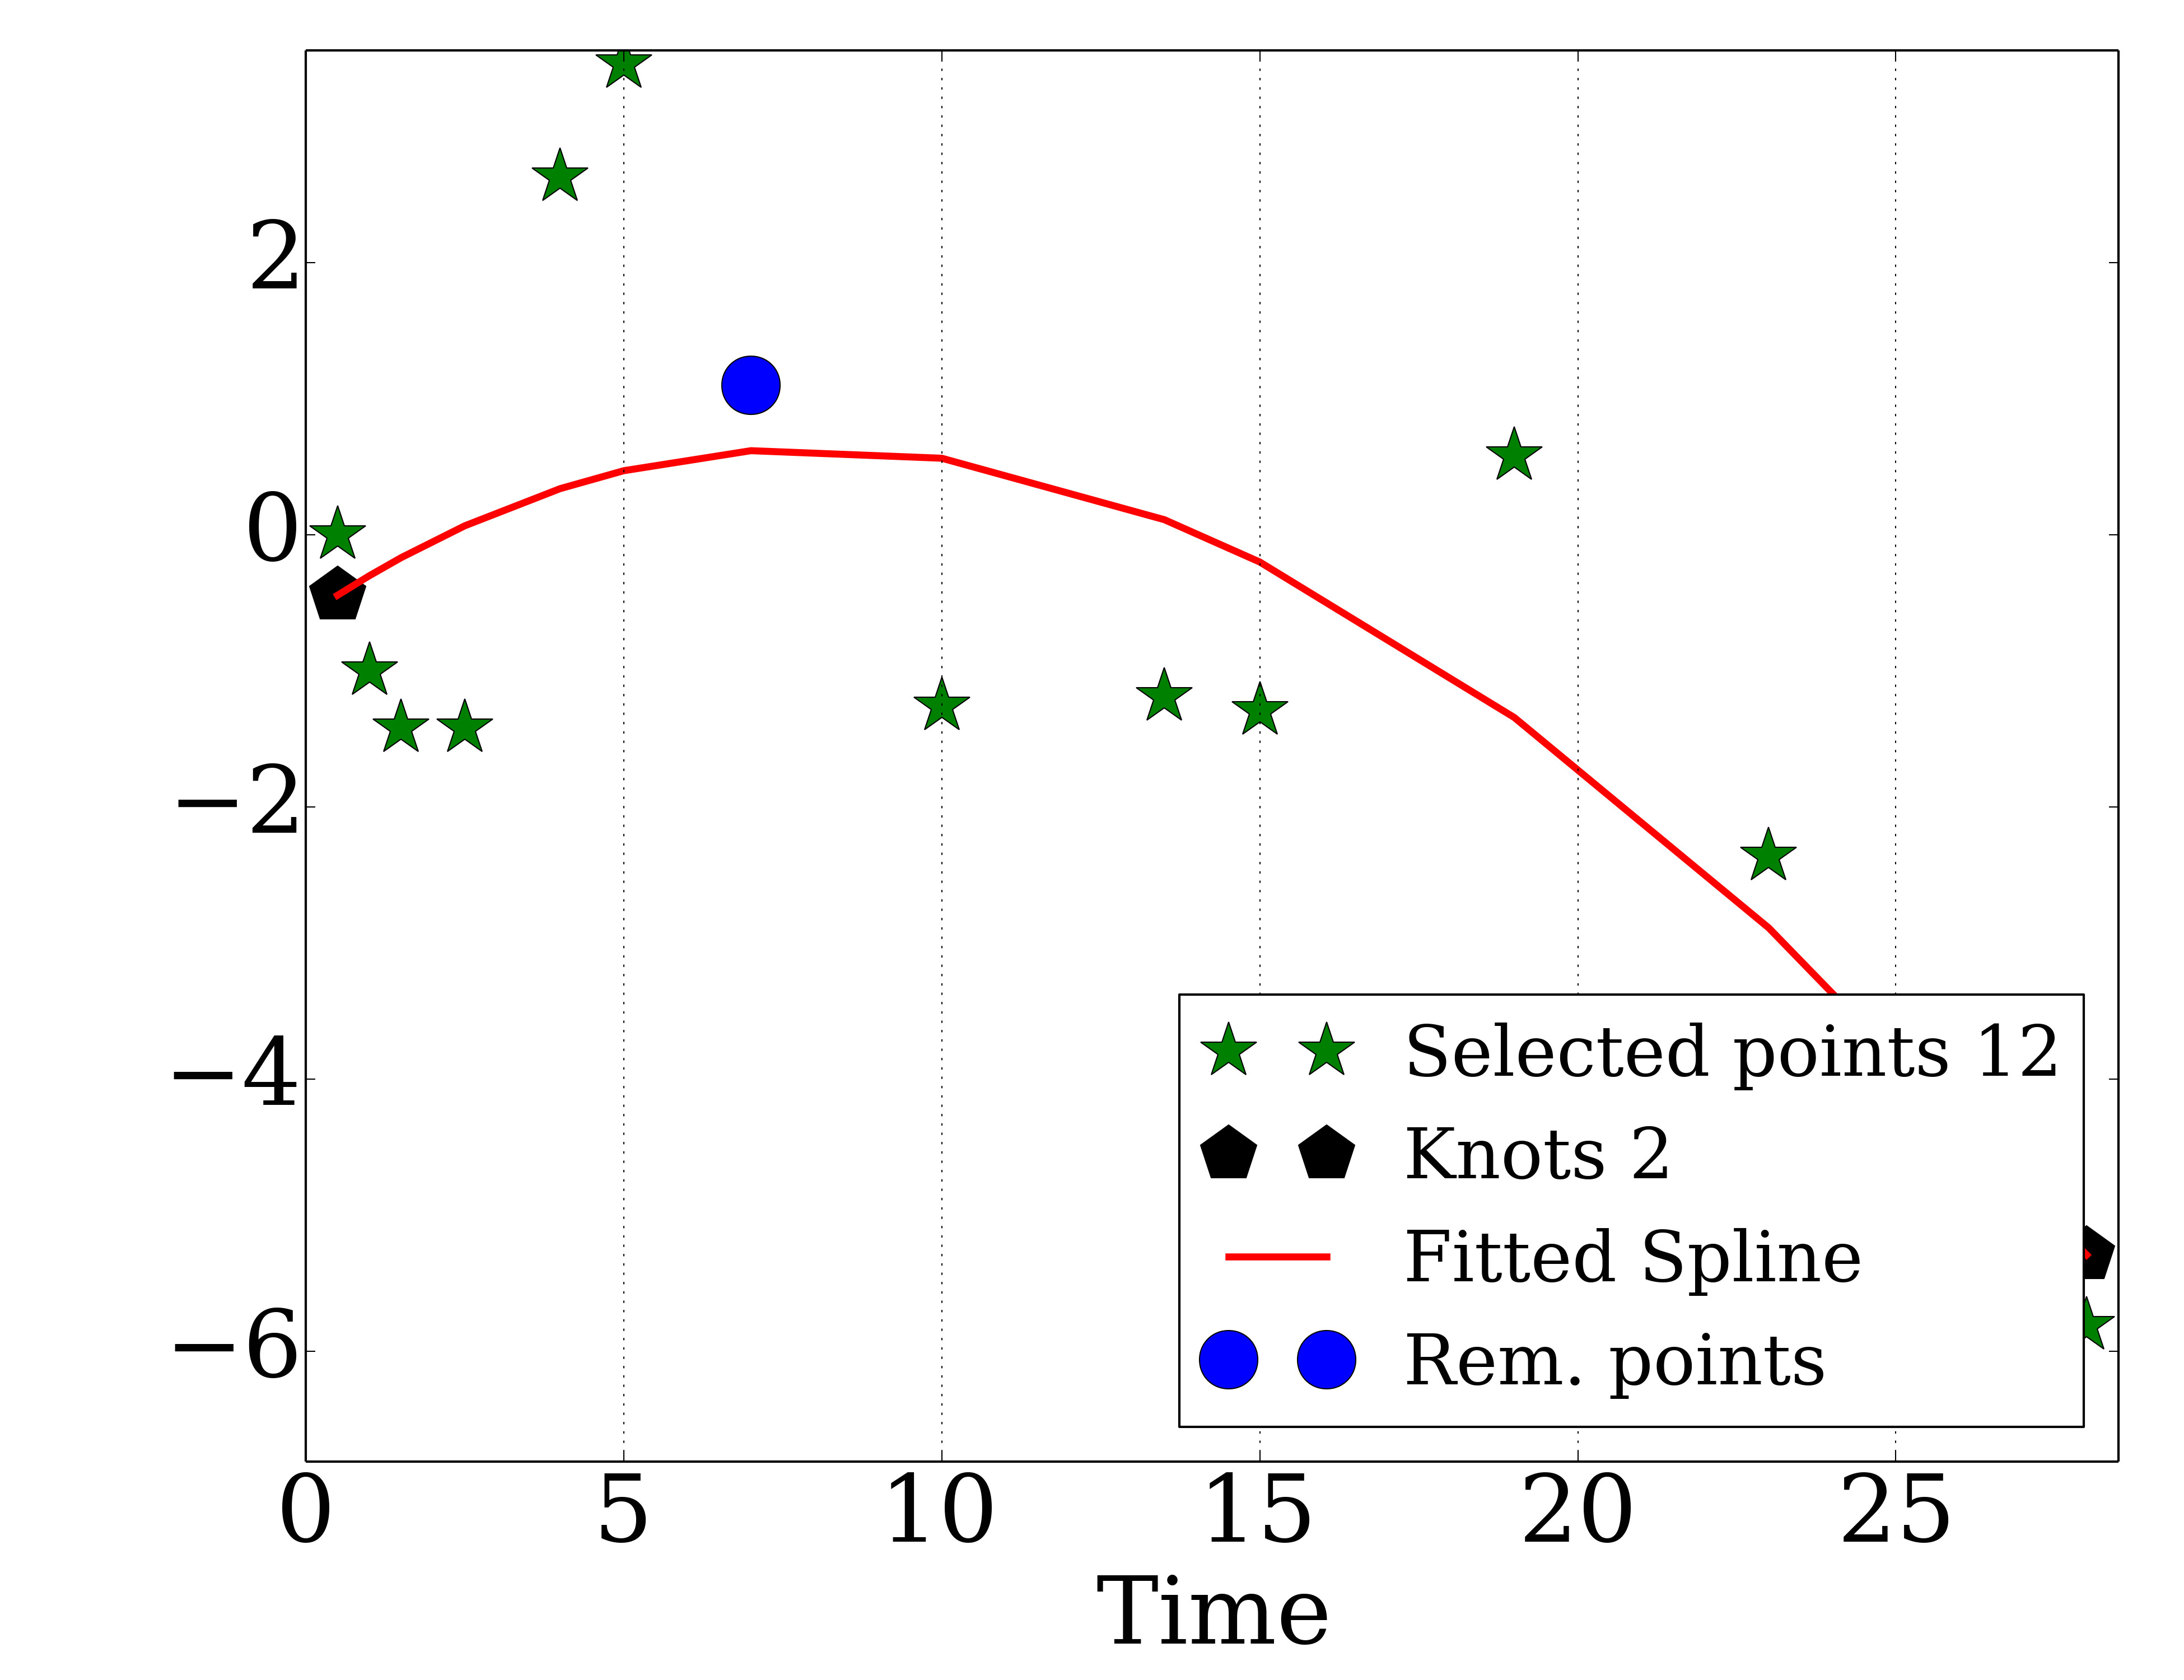 2
0
−2
−4
−6
Selected points 12
Knots 2
Fitted Spline
Rem. points
0 5 10 15 20 25
Time